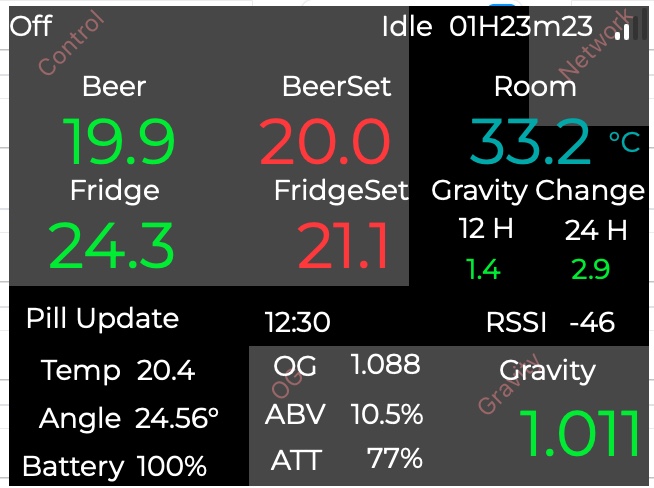 Off Idle 01H23m23
Control Network
Beer BeerSet Room
19.9 20.0 33.2 °C
Fridge FridgeSet Gravity Change
24.3 21.1 12 H 24 H
1.4 2.9
Pill Update 12:30 RSSI -46
Temp 20.4 OG 1.088 Gravity
OG Gravity
Angle 24.56° ABV 10.5% 1.011
Battery 100% ATT 77%